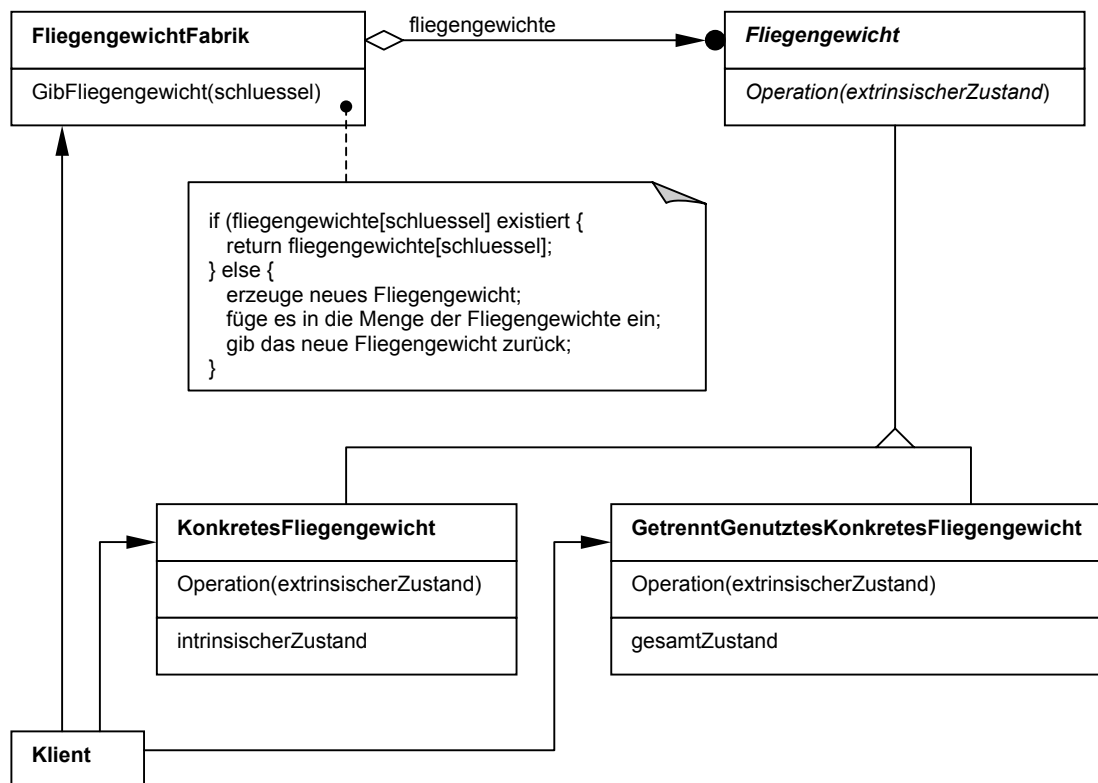 FliegengewichtFabrik
GibFliegengewicht(schluessel)
fliegengewichte
Fliegengewicht
Operation(extrinsischerZustand)
if (fliegengewichte[schluessel] existiert {
return fliegengewichte[schluessel];
} else {
erzeuge neues Fliegengewicht;
füge es in die Menge der Fliegengewichte ein;
gib das neue Fliegengewicht zurück;
}
KonkretesFliegengewicht
Operation(extrinsischerZustand)
intrinsischerZustand
GetrenntGenutztesKonkretesFliegengewicht
Operation(extrinsischerZustand)
gesamtZustand
Klient